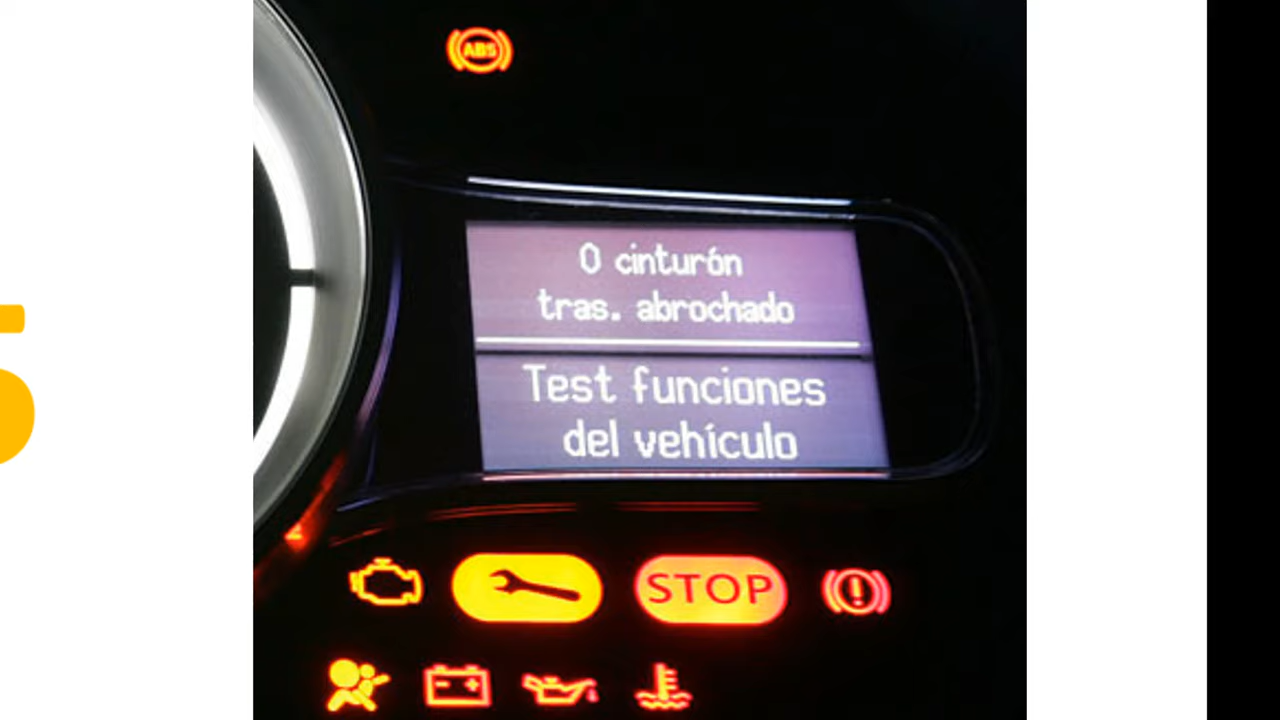 ABS
0 cinturón
tras. abrochado
Test funciones
del vehículo
STOP